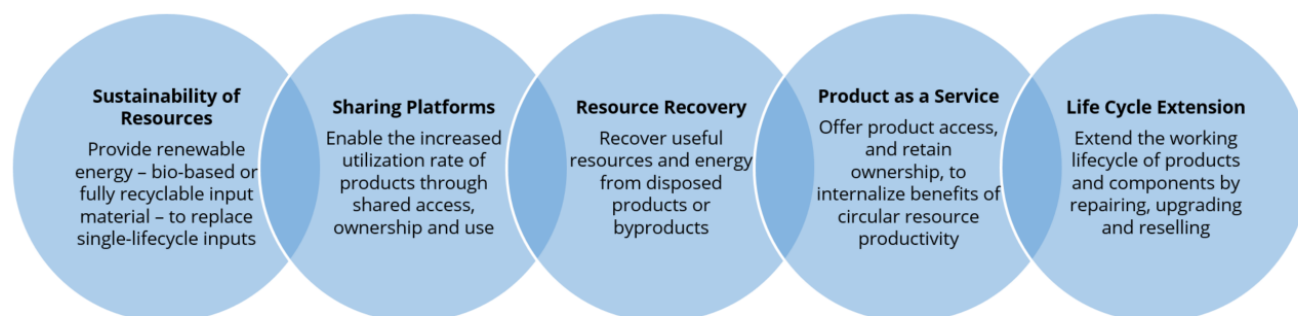 Sustainability of
Resources
Provide renewable
energy – bio-based or
fully recyclable input
material – to replace
single-lifecycle inputs
Sharing Platforms
Enable the increased
utilization rate of
products through
shared access,
ownership and use
Resource Recovery
Recover useful
resources and energy
from disposed
products or
byproducts
Product as a Service
Offer product access,
and retain
ownership, to
internalize benefits of
circular resource
productivity
Life Cycle Extension
Extend the working
lifecycle of products
and components by
repairing, upgrading
and reselling